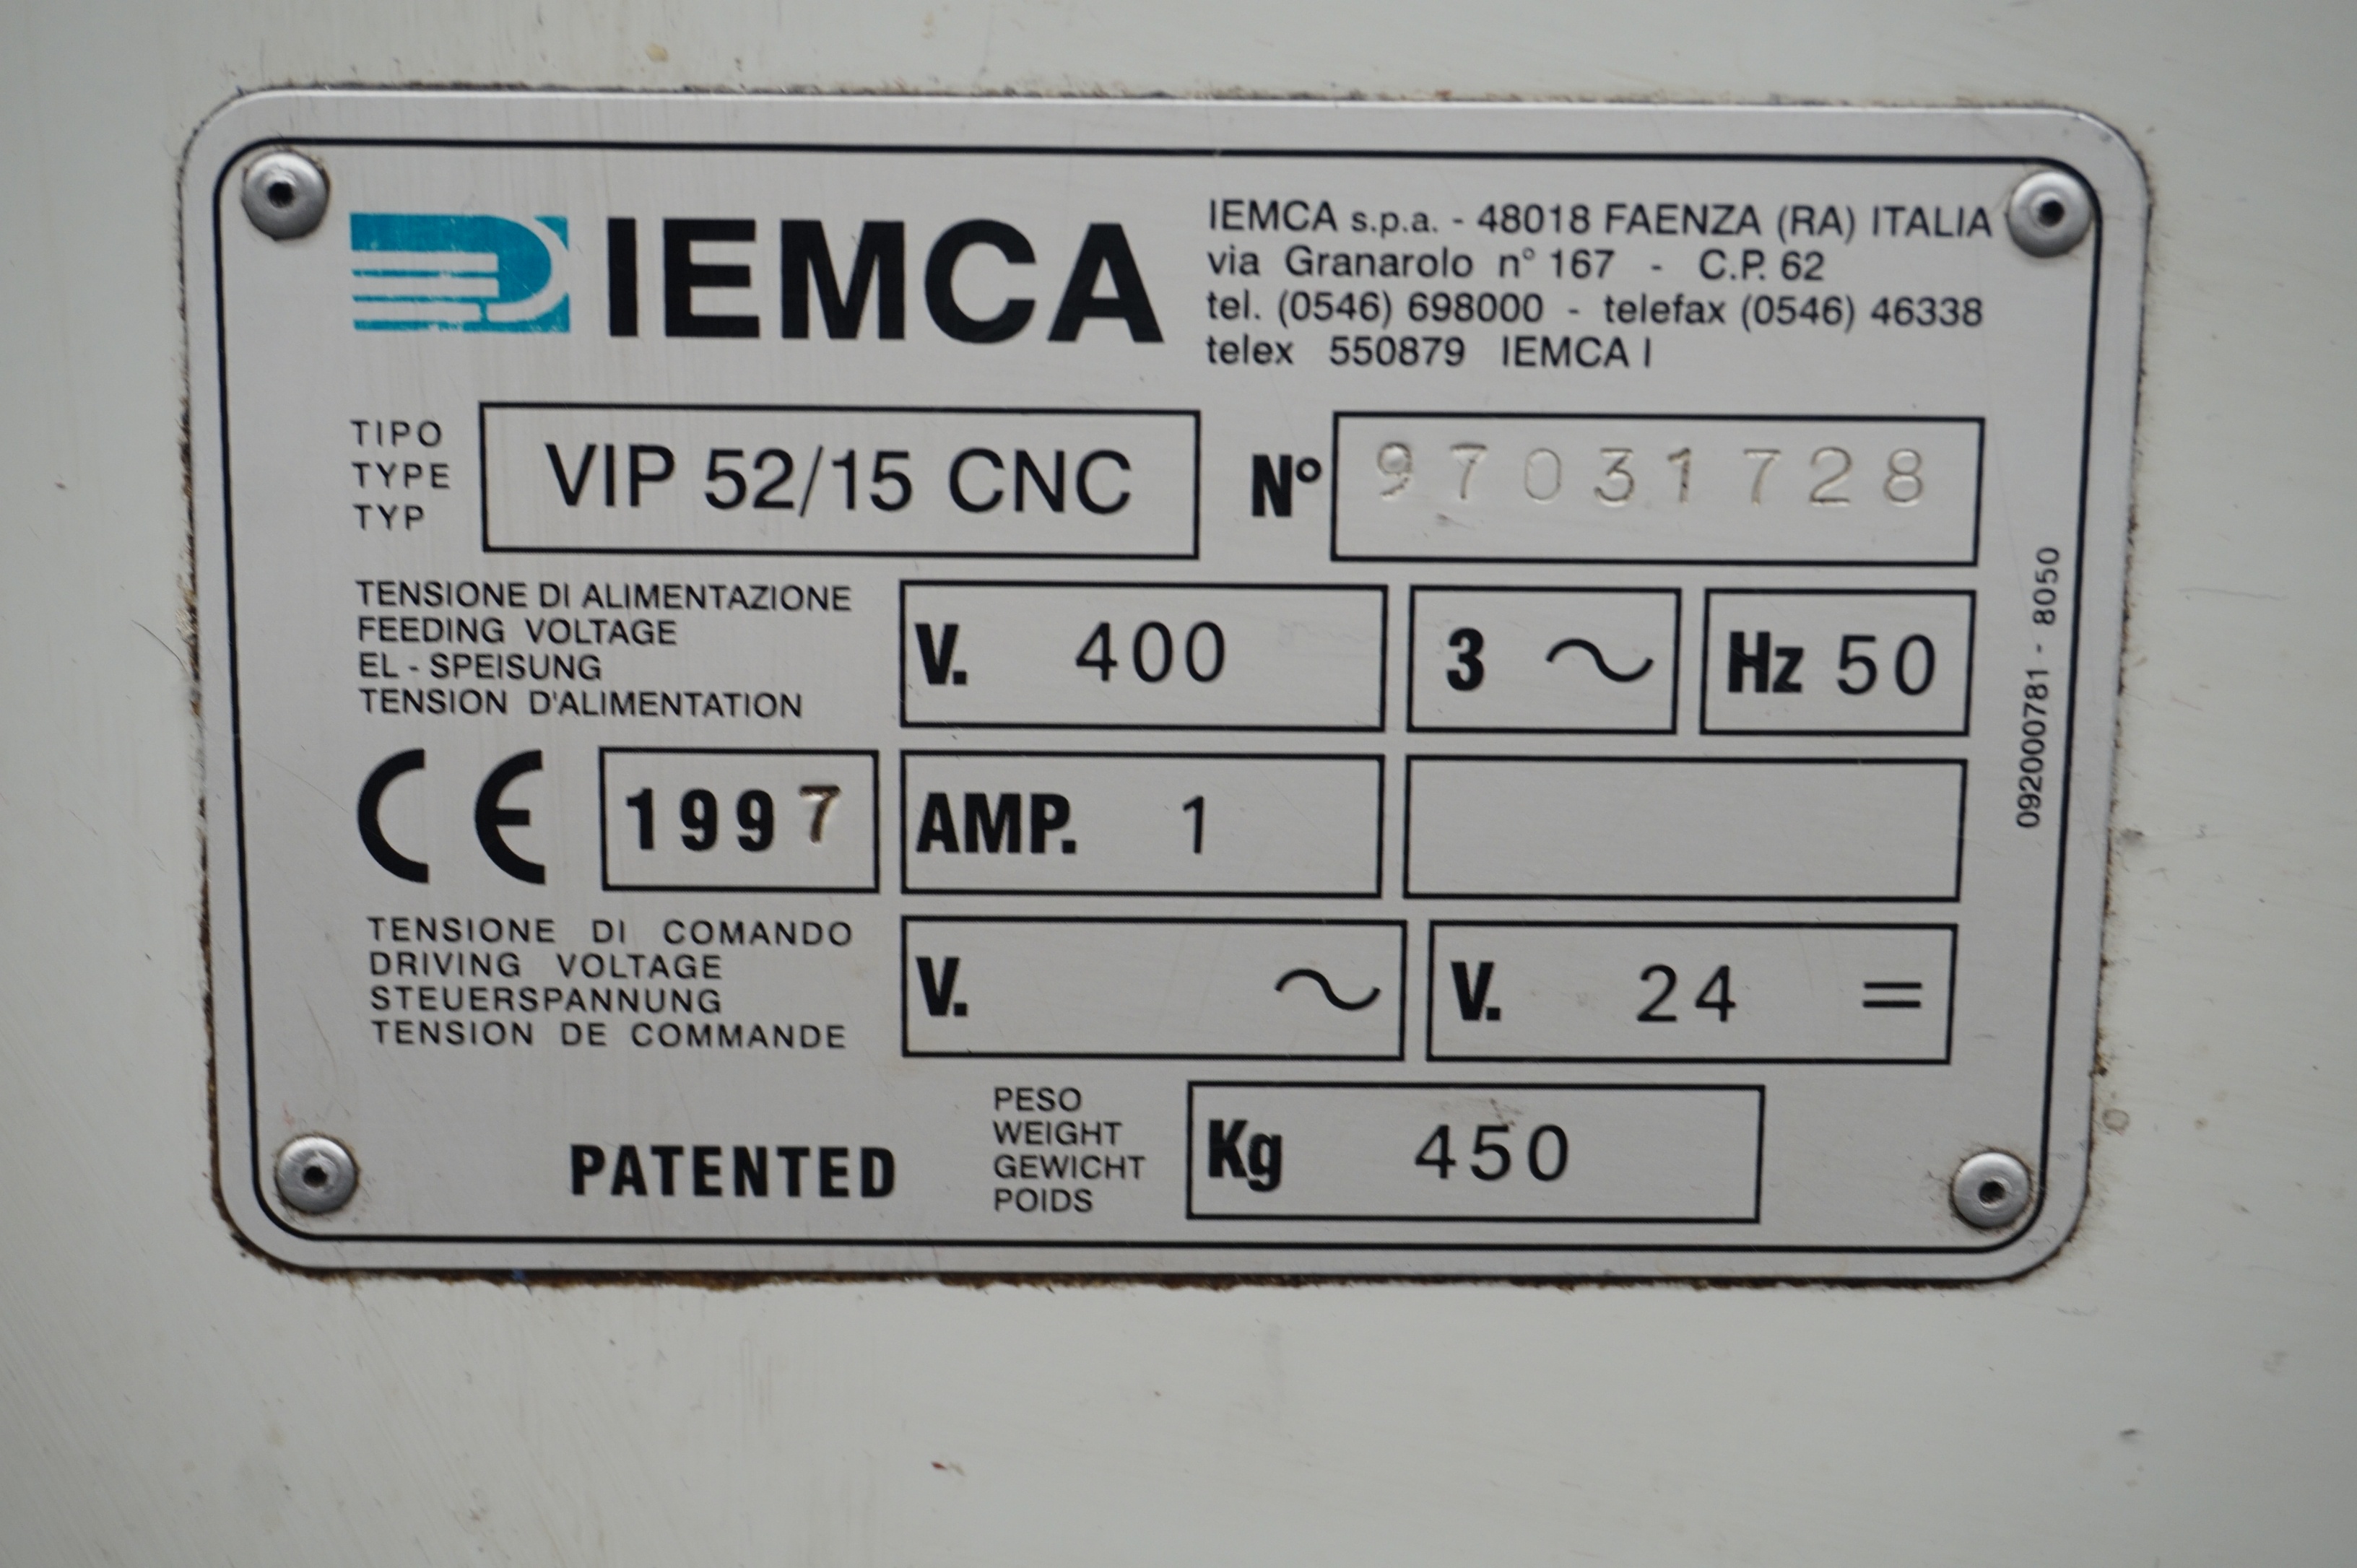 IEMCA
IEMCA s.p.a. - 48018 FAENZA (RA) ITALIA
via Granarolo n° 167 - C.P. 62
tel. (0546) 698000 - telefax (0546) 46338
telex 550879 IEMCA I
TIPO
TYPE
TYP
VIP 52/15 CNC
N° 97031728
TENSIONE DI ALIMENTAZIONE
FEEDING VOLTAGE
EL - SPEISUNG
TENSION D'ALIMENTATION
V. 400
3 ~
Hz 50
CE
1997
AMP. 1
TENSIONE DI COMANDO
DRIVING VOLTAGE
STEUERSPANNUNG
TENSION DE COMMANDE
V. ~
V. 24 =
PATENTED
PESO
WEIGHT
GEWICHT
POIDS
Kg 450
092000781 - 8050